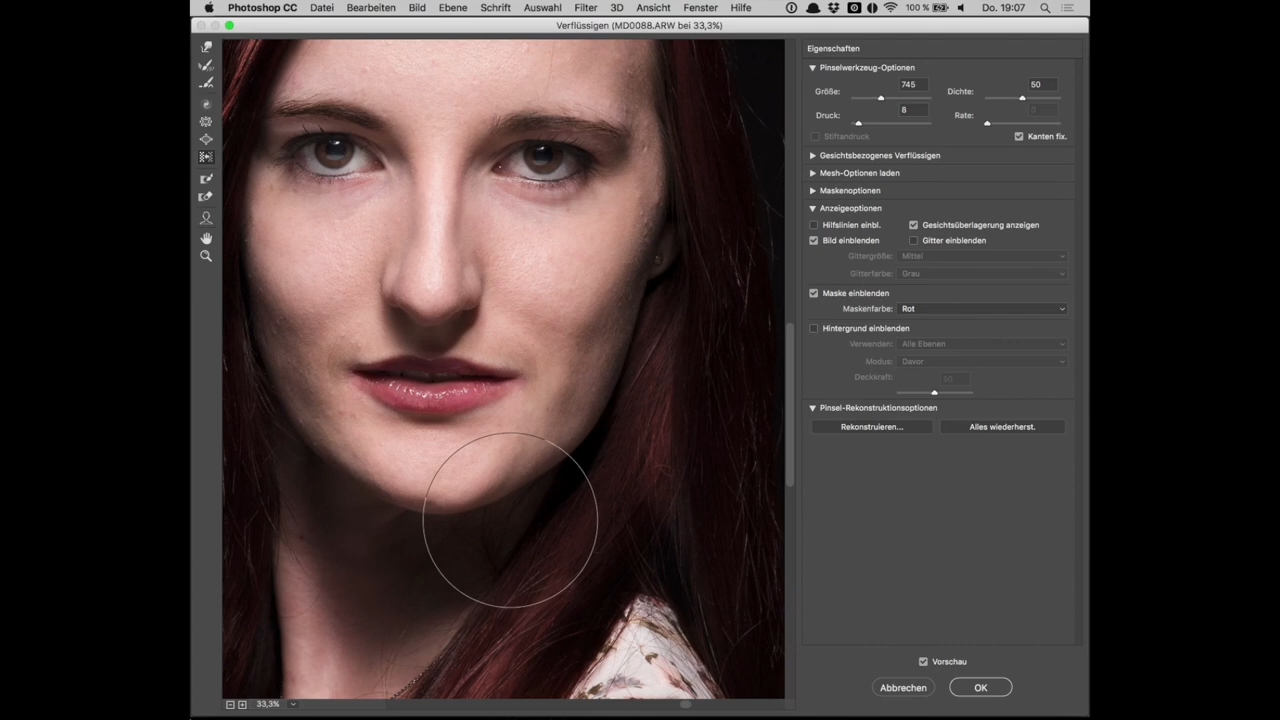 Photoshop CC Datei Bearbeiten Bild Ebene Schrift Auswahl Filter 3D Ansicht Fenster Hilfe 100 % Do. 19:07
Verflüssigen (MD0088.ARW bei 33,3%)
Eigenschaften
Pinselwerkzeug-Optionen
Größe: 745 Dichte: 50
Druck: 8 Rate:
Stiftandruck Kanten fix.
Gesichtsbezogenes Verflüssigen
Mesh-Optionen laden
Maskenoptionen
Anzeigeoptionen
Hilfslinien einbl. Gesichtsüberlagerung anzeigen
Bild einblenden Gitter einblenden
Gittergröße: Mittel
Gitterfarbe: Grau
Maske einblenden
Maskenfarbe: Rot
Hintergrund einblenden
Verwenden: Alle Ebenen
Modus: Davor
Deckkraft: 50
Pinsel-Rekonstruktionsoptionen
Rekonstruieren... Alles wiederherst.
Vorschau
Abbrechen OK
33,3%